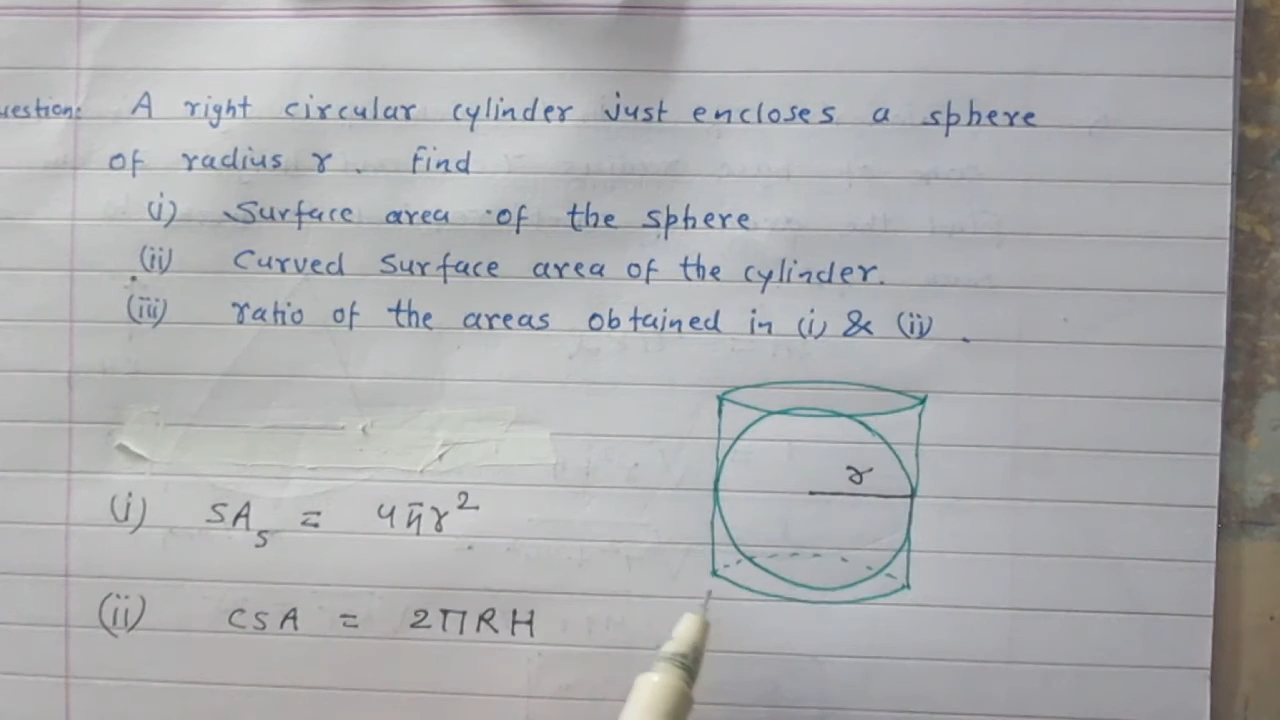 uestion: A right circular cylinder just encloses a sphere
of radius r. Find
(i) Surface area of the sphere
(ii) Curved Surface area of the cylinder.
(iii) ratio of the areas obtained in (i) & (ii).
r
(i) SAₛ = 4πr²
(ii) CSA = 2πRH